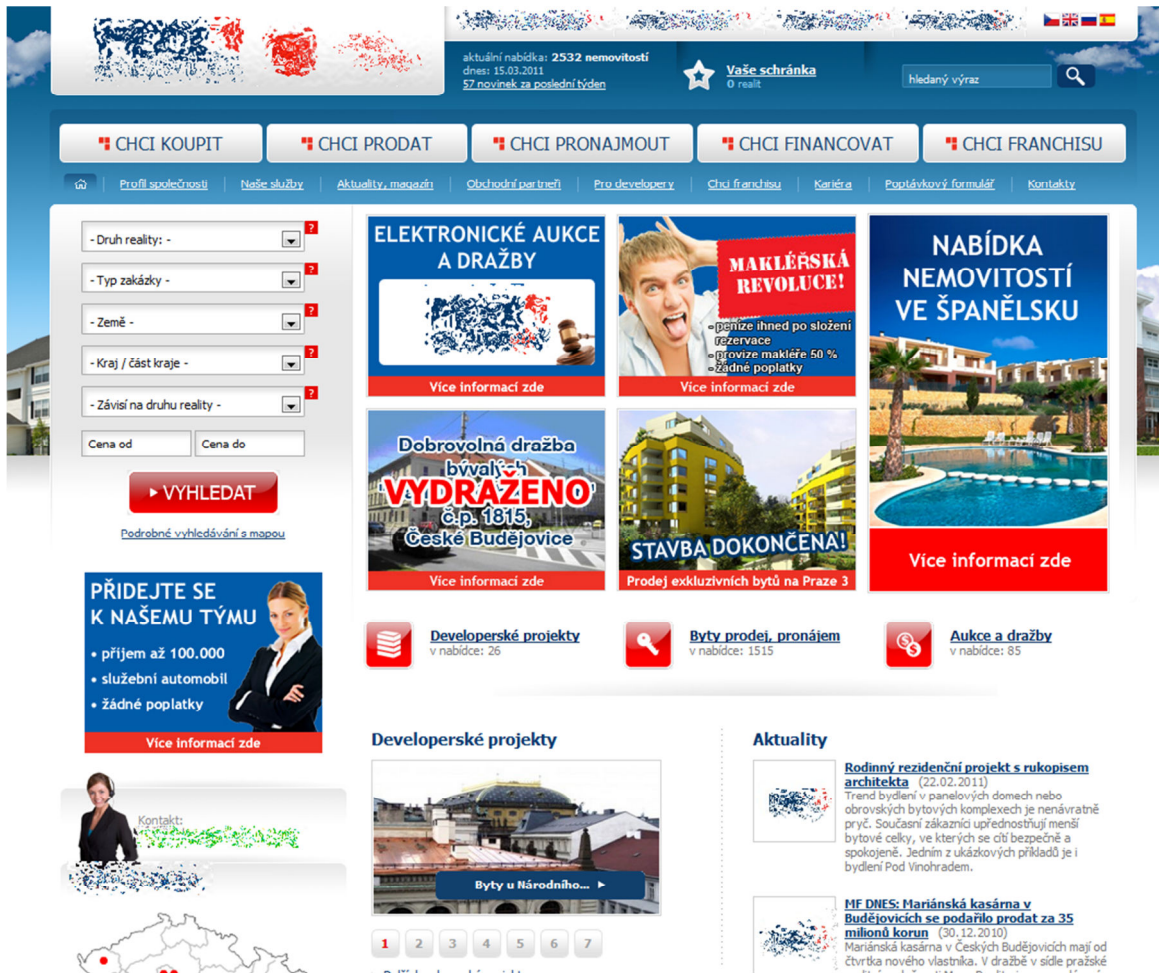 aktuální nabídka: 2532 nemovitostí
dnes: 15.03.2011
57 novinek za poslední týden
Vaše schránka
0 realit
hledaný výraz
CHCI KOUPIT
CHCI PRODAT
CHCI PRONAJMOUT
CHCI FINANCOVAT
CHCI FRANCHISU
Profil společnosti
Naše služby
Aktuality, magazín
Obchodní partneři
Pro developery
Chci franchisu
Kariéra
Poptávkový formulář
Kontakty
- Druh reality: -
?
- Typ zakázky -
?
- Země -
?
- Kraj / část kraje -
?
- Závisí na druhu reality -
?
Cena od
Cena do
VYHLEDAT
Podrobné vyhledávání s mapou
ELEKTRONICKÉ AUKCE
A DRAŽBY
Více informací zde
MAKLÉŘSKÁ
REVOLUCE!
- peníze ihned po složení
rezervace
- provize makléře 50 %
- žádné poplatky
Více informací zde
NABÍDKA
NEMOVITOSTÍ
VE ŠPANĚLSKU
Více informací zde
Dobrovolná dražba
bývalých
VYDRAŽENO
č.p. 1815,
České Budějovice
Více informací zde
STAVBA DOKONČENA!
Prodej exkluzivních bytů na Praze 3
PŘIDEJTE SE
K NAŠEMU TÝMU
• příjem až 100.000
• služební automobil
• žádné poplatky
Více informací zde
Developerské projekty
v nabídce: 26
Byty prodej, pronájem
v nabídce: 1515
Aukce a dražby
v nabídce: 85
Kontakt:
Developerské projekty
Byty u Národního...
1 2 3 4 5 6 7
Aktuality
Rodinný rezidenční projekt s rukopisem
architekta (22.02.2011)
Trend bydlení v panelových domech nebo
obrovských bytových komplexech je nenávratně
pryč. Současní zákazníci upřednostňují menší
bytové celky, ve kterých se cítí bezpečně a
spokojeně. Jedním z ukázkových příkladů je i
bydlení Pod Vinohradem.
MF DNES: Mariánská kasárna v
Budějovicích se podařilo prodat za 35
milionů korun (30.12.2010)
Mariánská kasárna v Českých Budějovicích mají od
čtvrtka nového vlastníka. V dražbě v sídle pražské